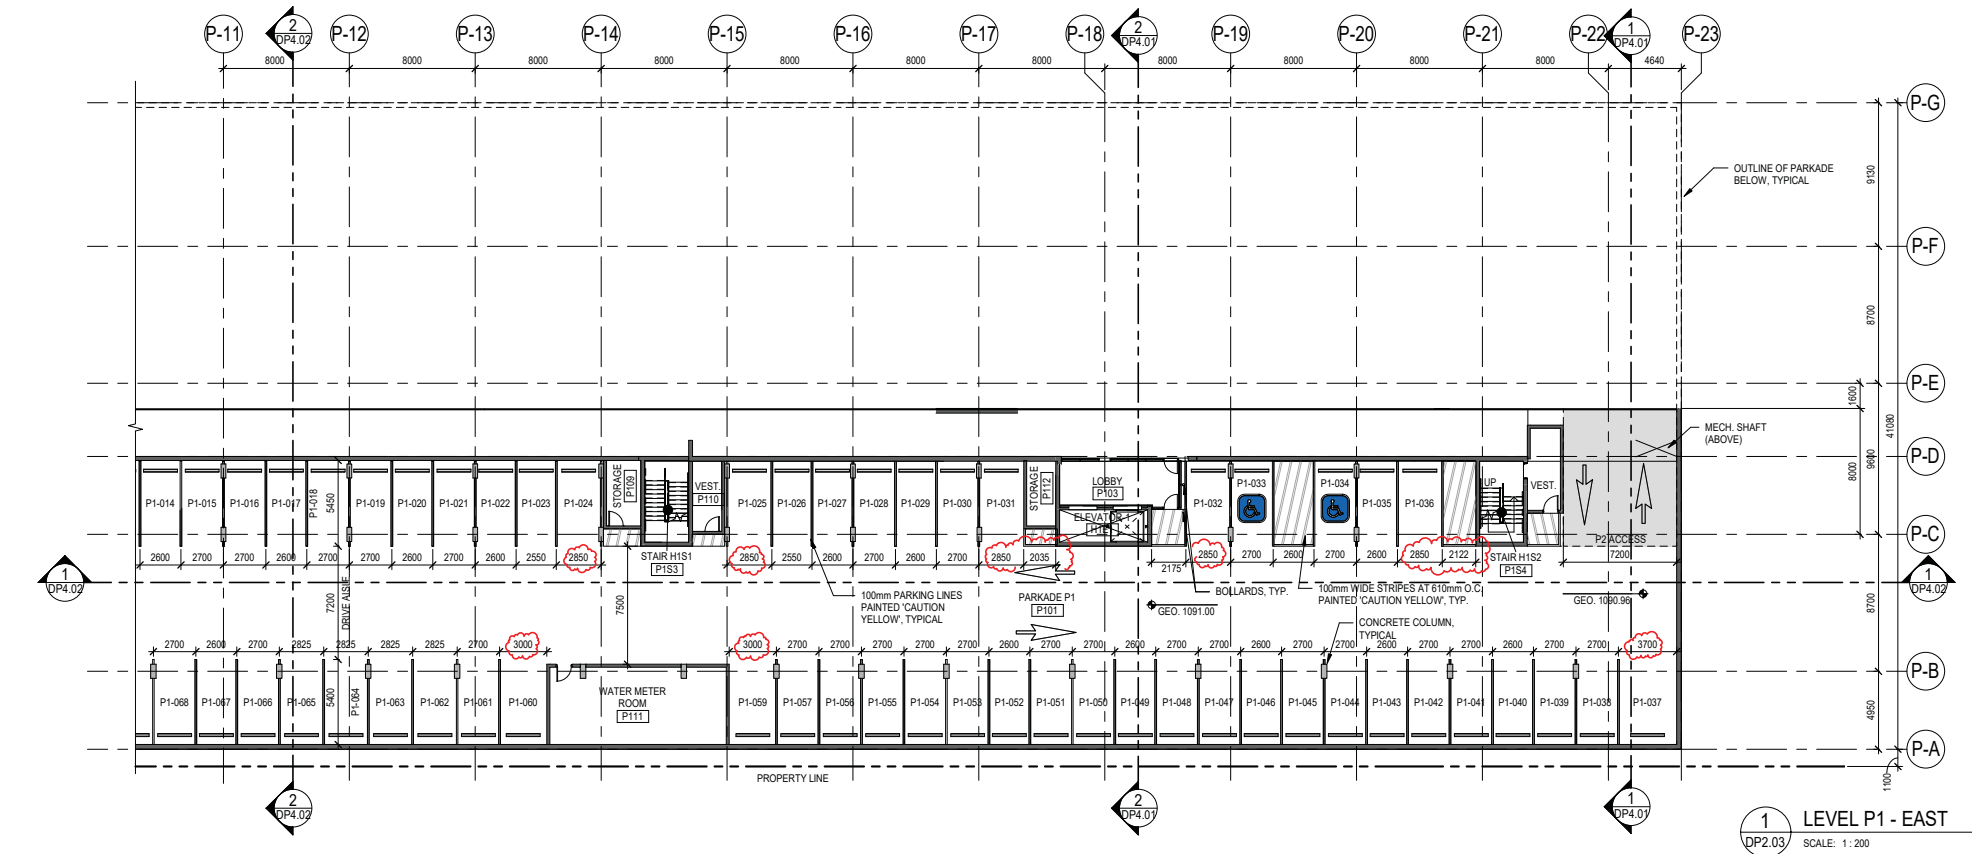 P-11
2
DP4.02
P-12
P-13
P-14
P-15
P-16
P-17
P-18
2
DP4.01
P-19
P-20
P-21
P-22
1
DP4.01
P-23
8000
8000
8000
8000
8000
8000
8000
8000
8000
8000
8000
4640
P-G
OUTLINE OF PARKADE
BELOW, TYPICAL
9130
P-F
8700
P-E
1600
41080
MECH. SHAFT
(ABOVE)
P-D
8000
9600
P-C
P1-014
P1-015
P1-016
P1-017
P1-018
5450
P1-019
P1-020
P1-021
P1-022
P1-023
P1-024
STORAGE
P109
VEST.
P110
P1-025
P1-026
P1-027
P1-028
P1-029
P1-030
P1-031
STORAGE
P112
LOBBY
P103
ELEVATOR 1
H1E1
P1-032
P1-033
P1-034
P1-035
P1-036
UP
VEST.
P2 ACCESS
2600
2700
2700
2600
2700
2700
2600
2700
2600
2550
2850
STAIR H1S1
P1S3
2850
2550
2600
2700
2600
2700
2850
2035
2175
2850
2700
2600
2700
2600
2850
2122
STAIR H1S2
P1S4
7200
1
DP4.02
7200
DRIVE AISLE
7500
100mm PARKING LINES
PAINTED 'CAUTION
YELLOW', TYPICAL
PARKADE P1
P101
GEO. 1091.00
BOLLARDS, TYP.
100mm WIDE STRIPES AT 610mm O.C.
PAINTED 'CAUTION YELLOW', TYP.
CONCRETE COLUMN,
TYPICAL
GEO. 1090.96
1
DP4.02
8700
2700
2600
2700
2825
2825
2825
2825
2700
3000
3000
2700
2700
2600
2700
2700
2600
2700
2700
2600
2700
2700
2600
2700
2700
2600
2700
2700
2600
2700
2700
3700
P-B
P1-068
P1-067
P1-066
P1-065
5400
P1-064
P1-063
P1-062
P1-061
P1-060
WATER METER
ROOM
P111
P1-059
P1-057
P1-056
P1-055
P1-054
P1-053
P1-052
P1-051
P1-050
P1-049
P1-048
P1-047
P1-046
P1-045
P1-044
P1-043
P1-042
P1-041
P1-040
P1-039
P1-038
P1-037
4950
P-A
PROPERTY LINE
1100
2
DP4.02
2
DP4.01
1
DP4.01
1
DP2.03
LEVEL P1 - EAST
SCALE: 1 : 200